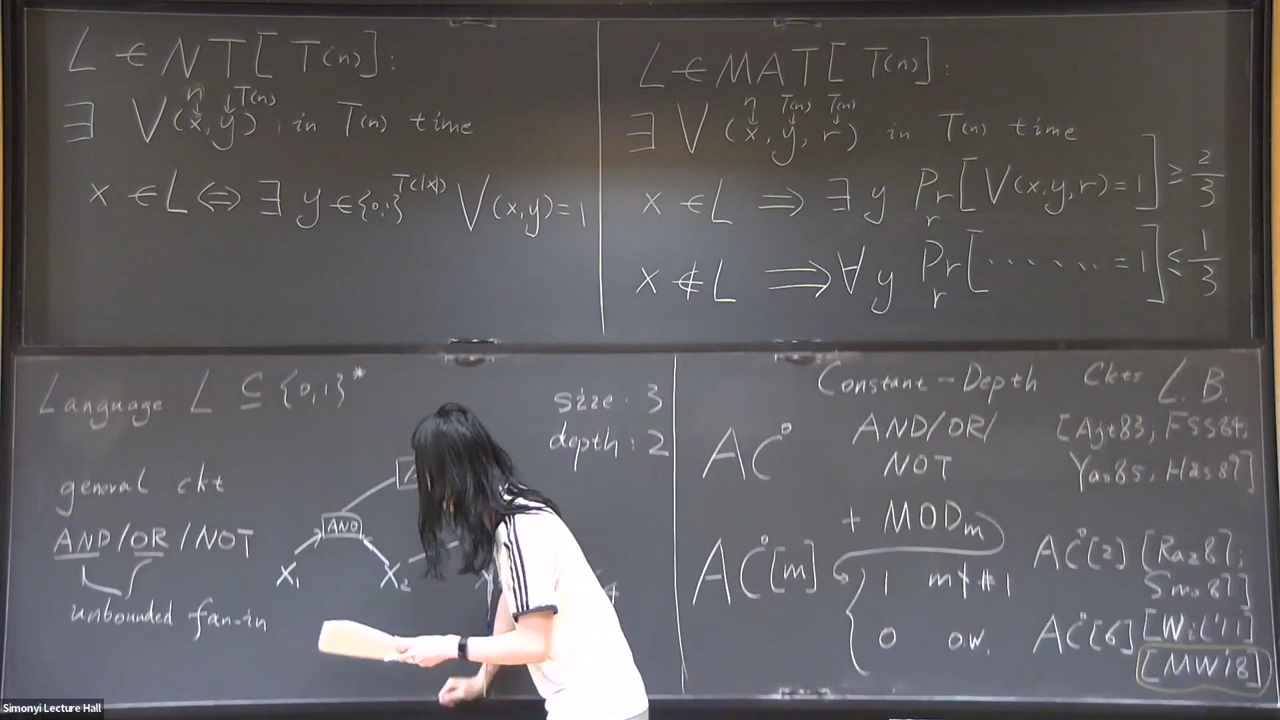 L ∈ NT[T(n)]:
n T(n)
∃ V(x, y) in T(n) time
x ∈ L ⇔ ∃ y ∈ {0,1}^T(|x|) V(x,y)=1
L ∈ MAT[T(n)]:
n T(n) T(n)
∃ V(x, y, r) in T(n) time
x ∈ L ⇒ ∃ y Pr_r[V(x,y,r)=1] ≥ 2/3
x ∉ L ⇒ ∀ y Pr_r[.......=1] ≤ 1/3
Language L ⊆ {0,1}*
size: 3
depth: 2
general ckt
AND/OR/NOT
unbounded fan-in
AND
X₁ X₂
Constant-Depth Ckts L.B.
AC⁰ AND/OR/ [Ajt83, FSS84,
NOT Yao85, Has89]
+ MODₘ
AC⁰[m] 1 m∤#1 AC⁰[2] [Raz87,
Smo87]
0 o.w. AC⁰[6] [Wil'11]
[MW18]
Simonyi Lecture Hall